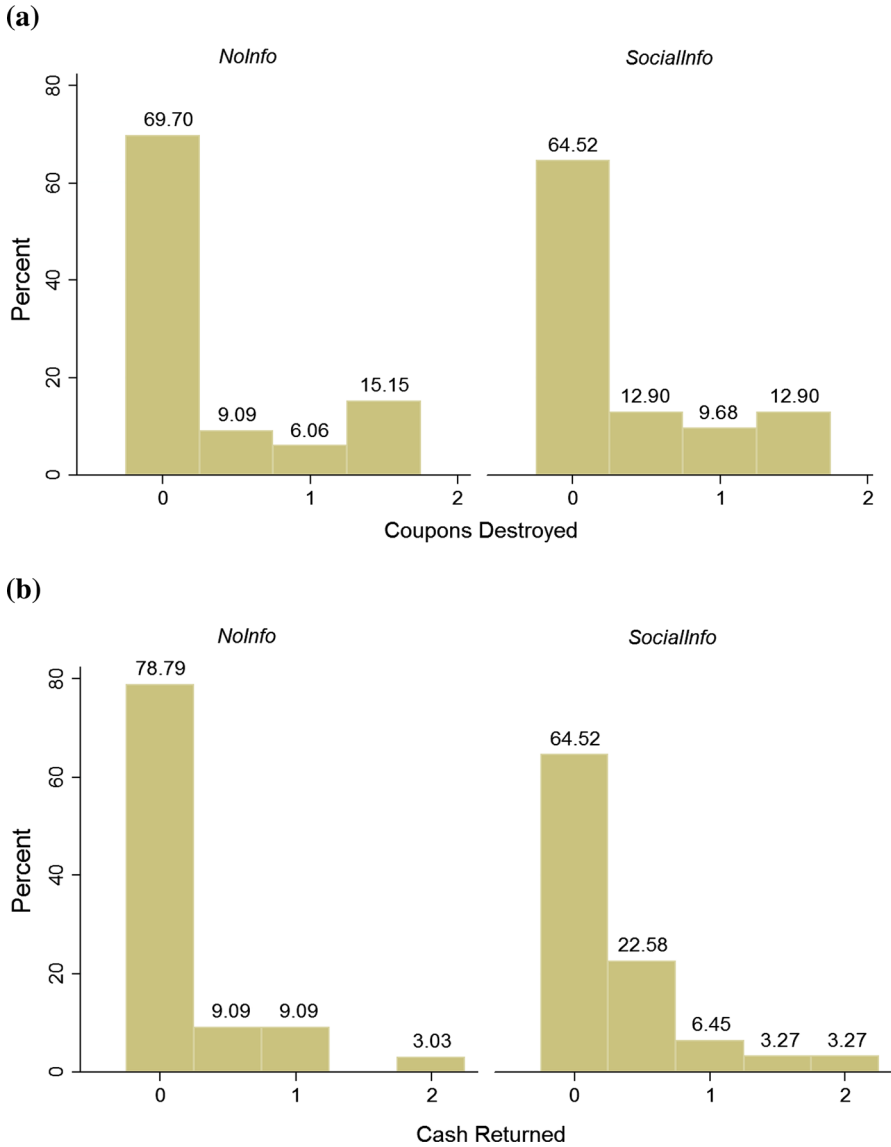 (a)
NoInfo SocialInfo
80
60
40
20
0
Percent
69.70
9.09
6.06
15.15
64.52
12.90
9.68
12.90
0 1 2 0 1 2
Coupons Destroyed
(b)
NoInfo SocialInfo
80
60
40
20
0
Percent
78.79
9.09
9.09
3.03
64.52
22.58
6.45
3.27
3.27
0 1 2 0 1 2
Cash Returned